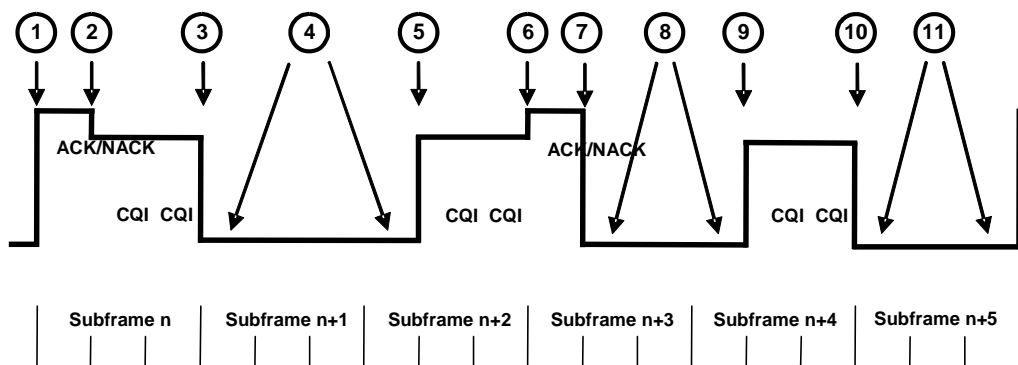 1 2 3 4 5 6 7 8 9 10 11
ACK/NACK ACK/NACK
CQI CQI CQI CQI CQI CQI
Subframe n Subframe n+1 Subframe n+2 Subframe n+3 Subframe n+4 Subframe n+5